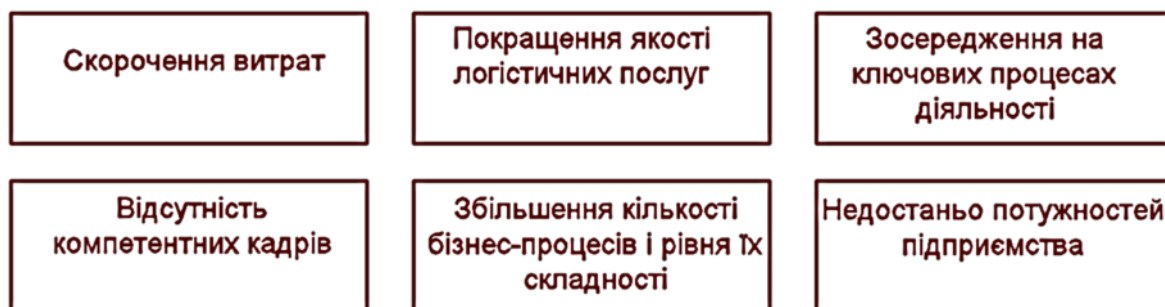 Скорочення витрат
Покращення якості
логістичних послуг
Зосередження на
ключових процесах
діяльності
Відсутність
компетентних кадрів
Збільшення кількості
бізнес-процесів і рівня їх
складності
Недостаньо потужностей
підприємства